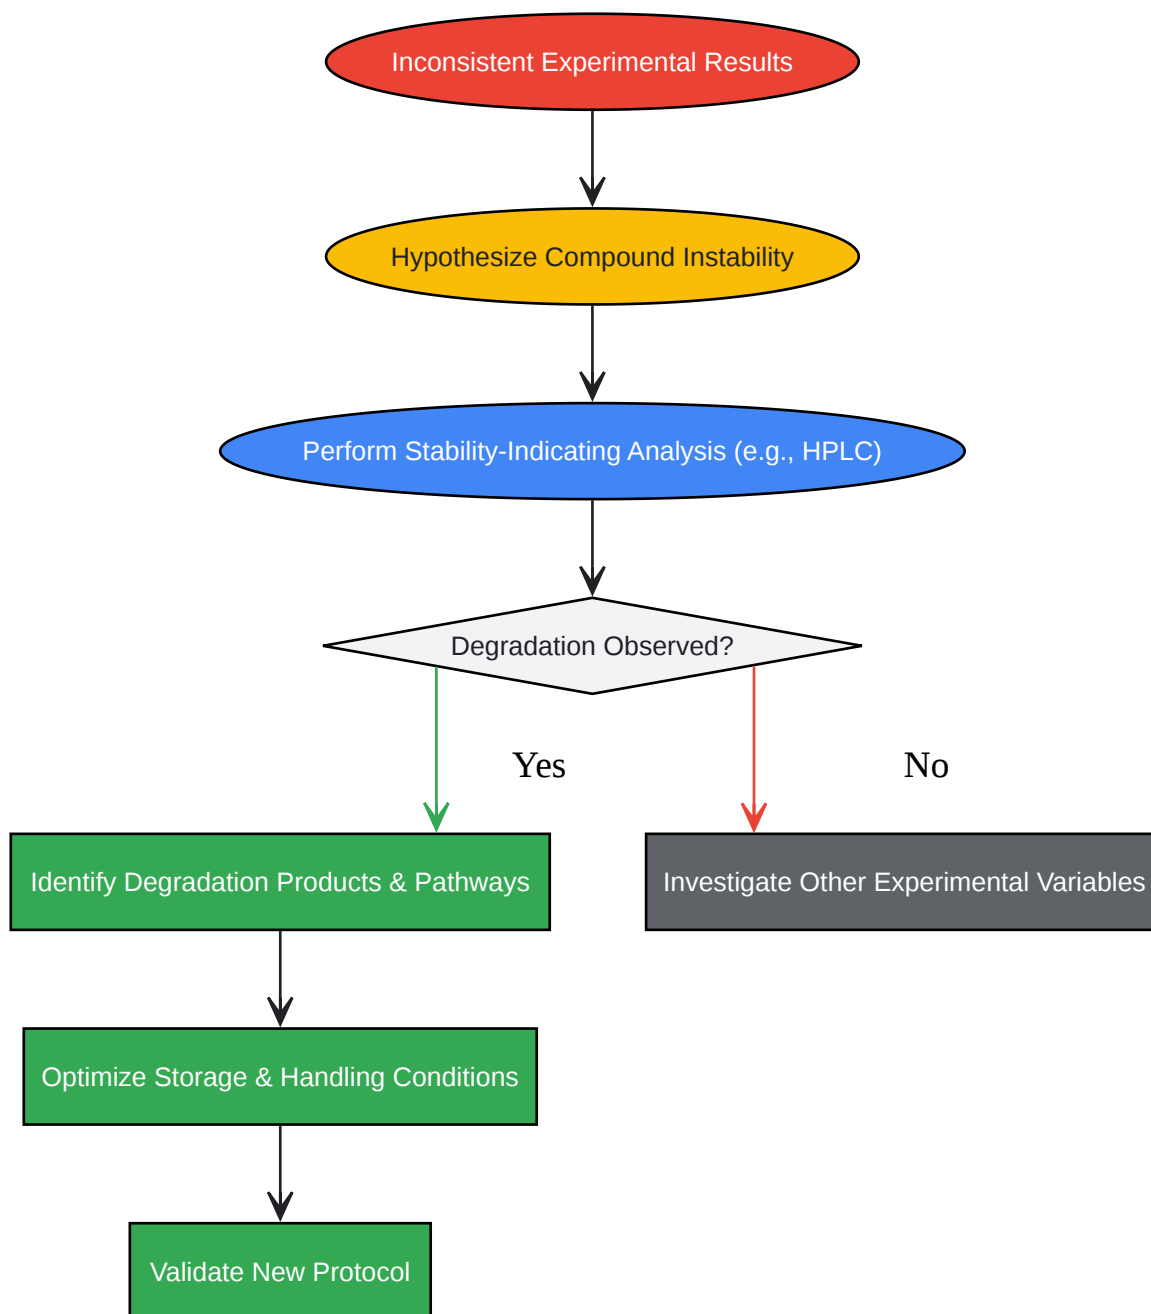 Inconsistent Experimental Results
Hypothesize Compound Instability
Perform Stability-Indicating Analysis (e.g., HPLC)
Degradation Observed?
Yes
No
Identify Degradation Products & Pathways
Investigate Other Experimental Variables
Optimize Storage & Handling Conditions
Validate New Protocol